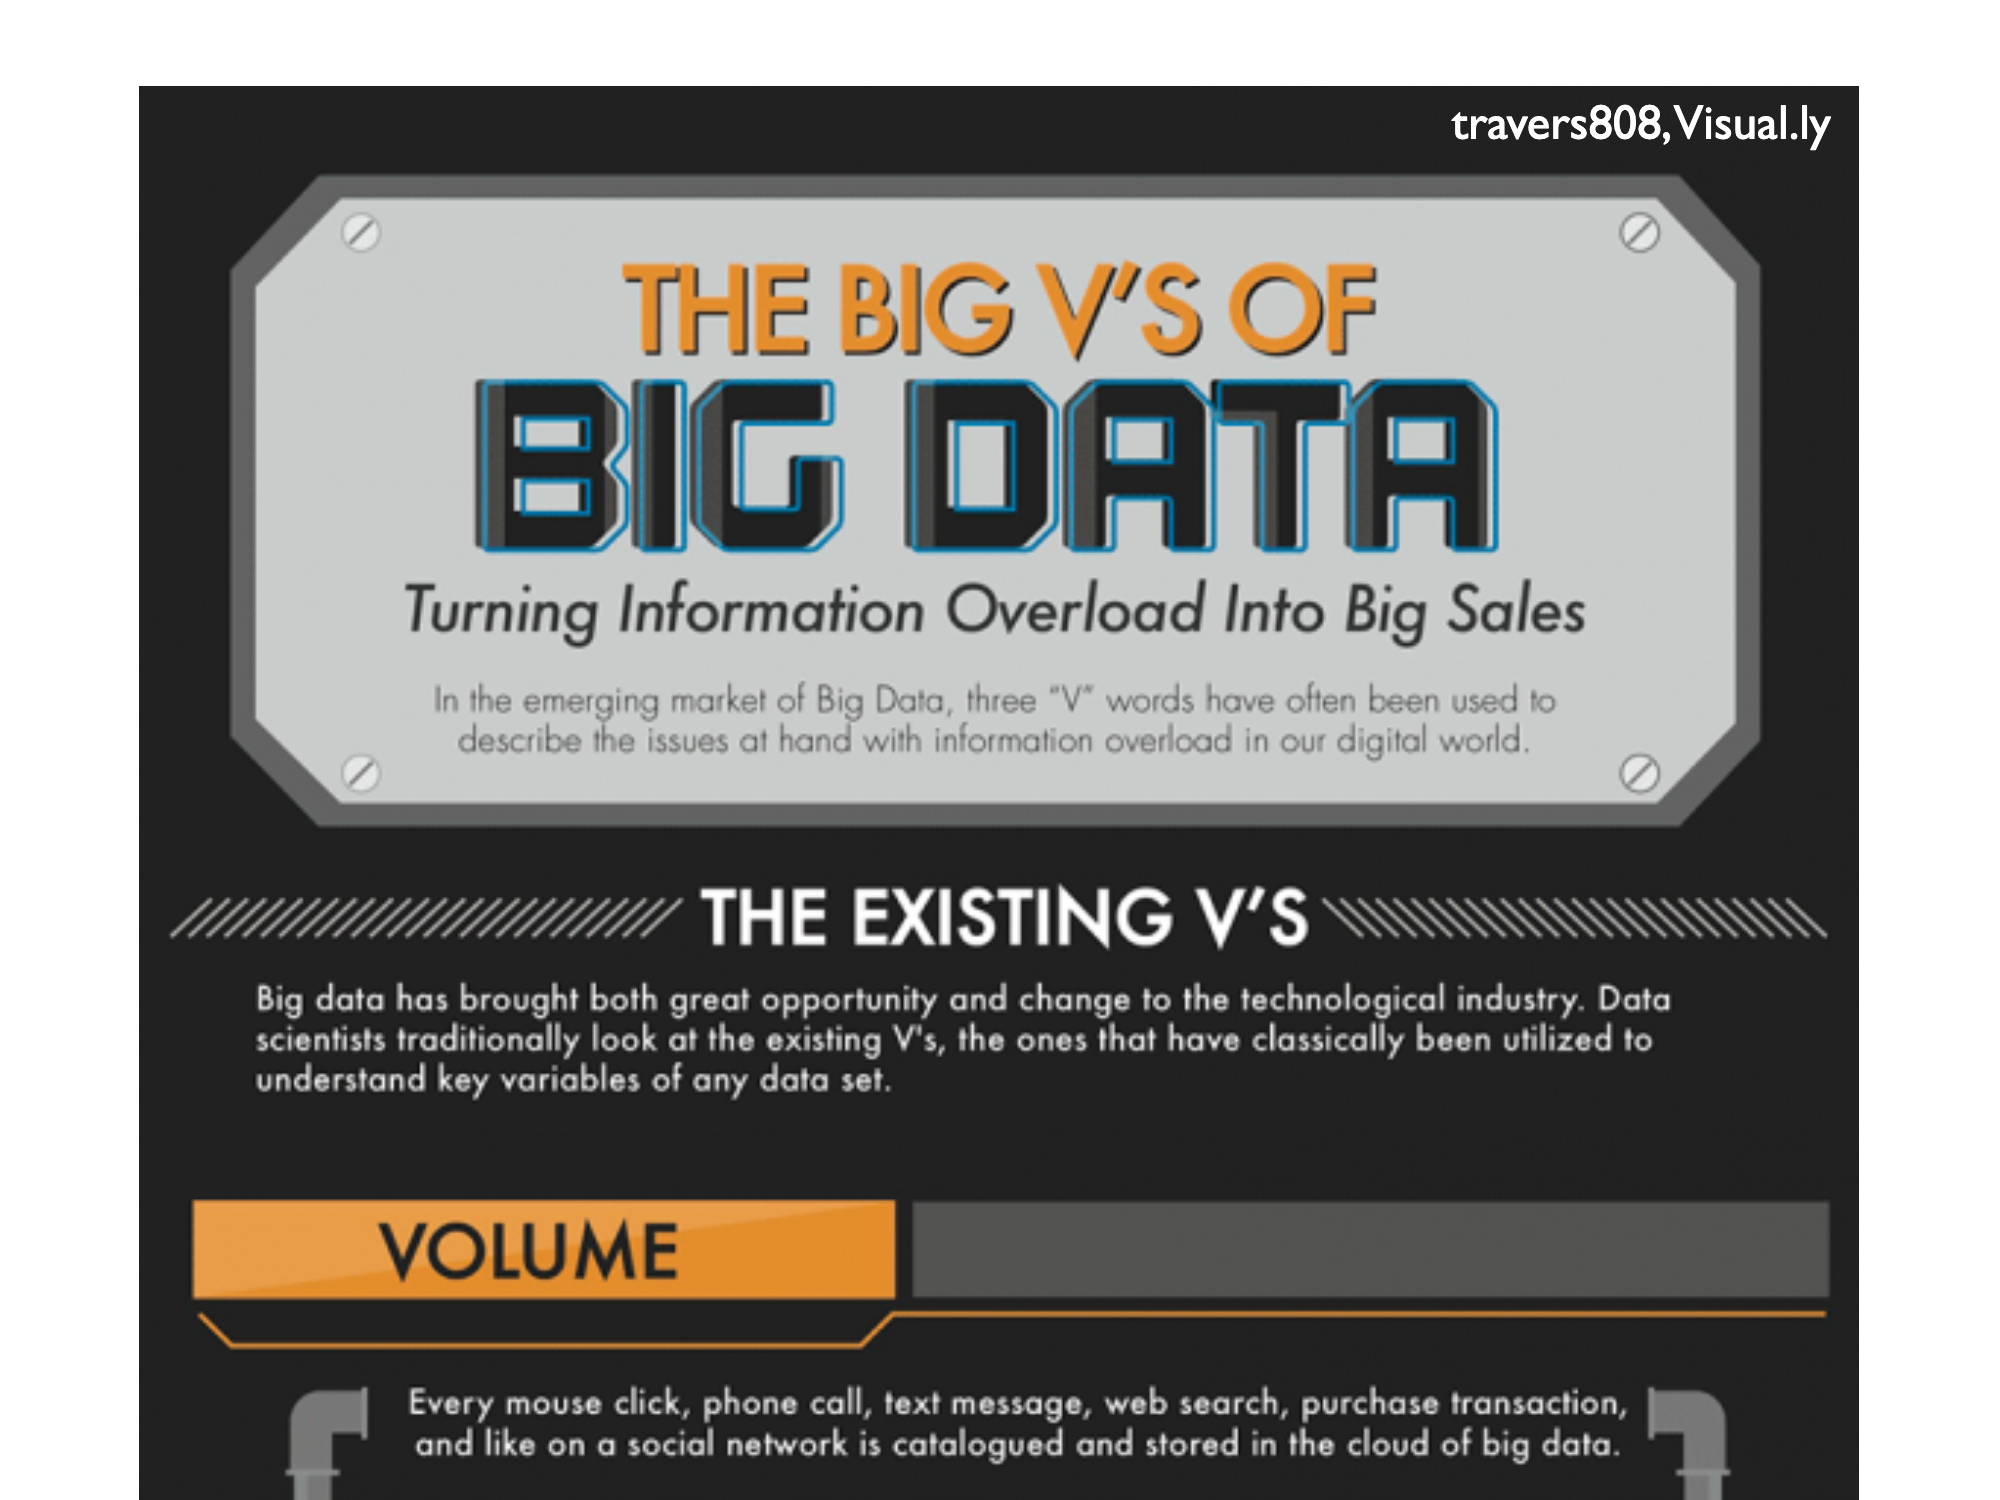 travers808, Visual.ly
THE BIG V'S OF
BIG DATA
Turning Information Overload Into Big Sales
In the emerging market of Big Data, three “V” words have often been used to
describe the issues at hand with information overload in our digital world.
THE EXISTING V'S
Big data has brought both great opportunity and change to the technological industry. Data
scientists traditionally look at the existing V's, the ones that have classically been utilized to
understand key variables of any data set.
VOLUME
Every mouse click, phone call, text message, web search, purchase transaction,
and like on a social network is catalogued and stored in the cloud of big data.